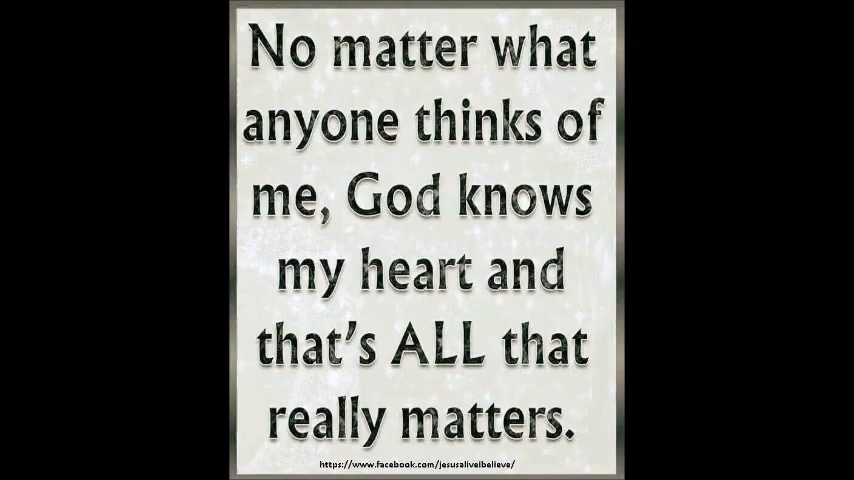 No matter what
anyone thinks of
me, God knows
my heart and
that's ALL that
really matters.
https://www.facebook.com/jesusaliveibelieve/